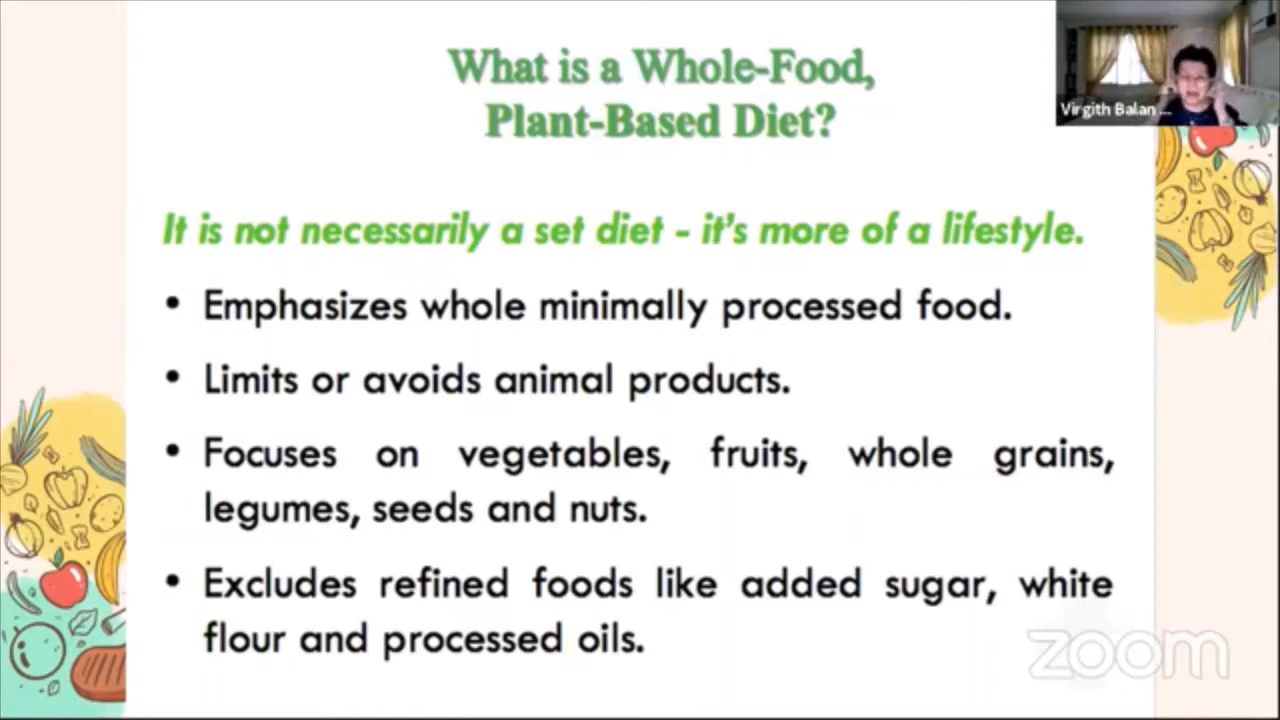 What is a Whole-Food,
Plant-Based Diet?
Virgith Balan ...
It is not necessarily a set diet - it's more of a lifestyle.
• Emphasizes whole minimally processed food.
• Limits or avoids animal products.
• Focuses on vegetables, fruits, whole grains,
legumes, seeds and nuts.
• Excludes refined foods like added sugar, white
flour and processed oils.
zoom